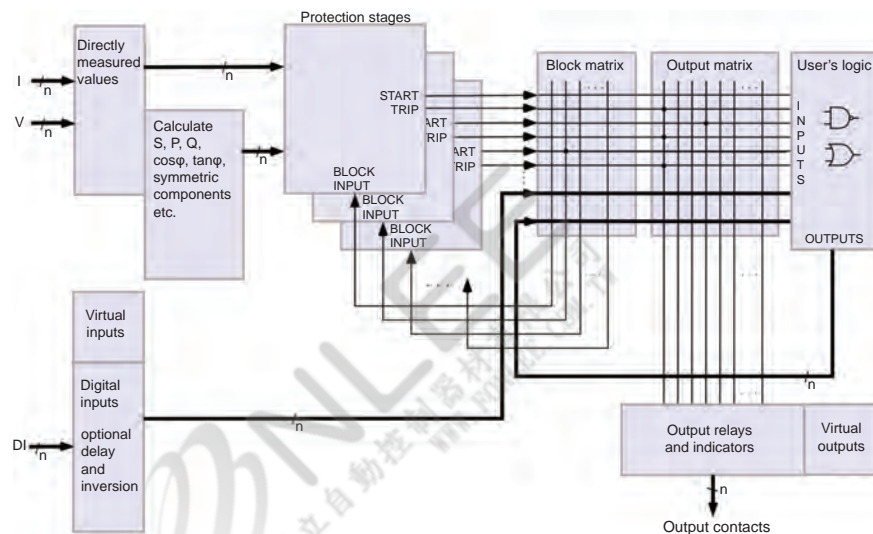 Protection stages
Directly
measured
values
n
n
Block matrix
Output matrix
User's logic
I
n
START
TRIP
I
N
P
U
T
S
V
n
ART
RIP
Calculate
S, P, Q,
cosφ, tanφ,
symmetric
components
etc.
n
ART
TRIP
BLOCK
INPUT
BLOCK
INPUT
BLOCK
INPUT
OUTPUTS
Virtual
inputs
n
Digital
inputs
optional
delay
and
inversion
n
DI
n
Output relays
and indicators
Virtual
outputs
n
Output contacts
NLEE